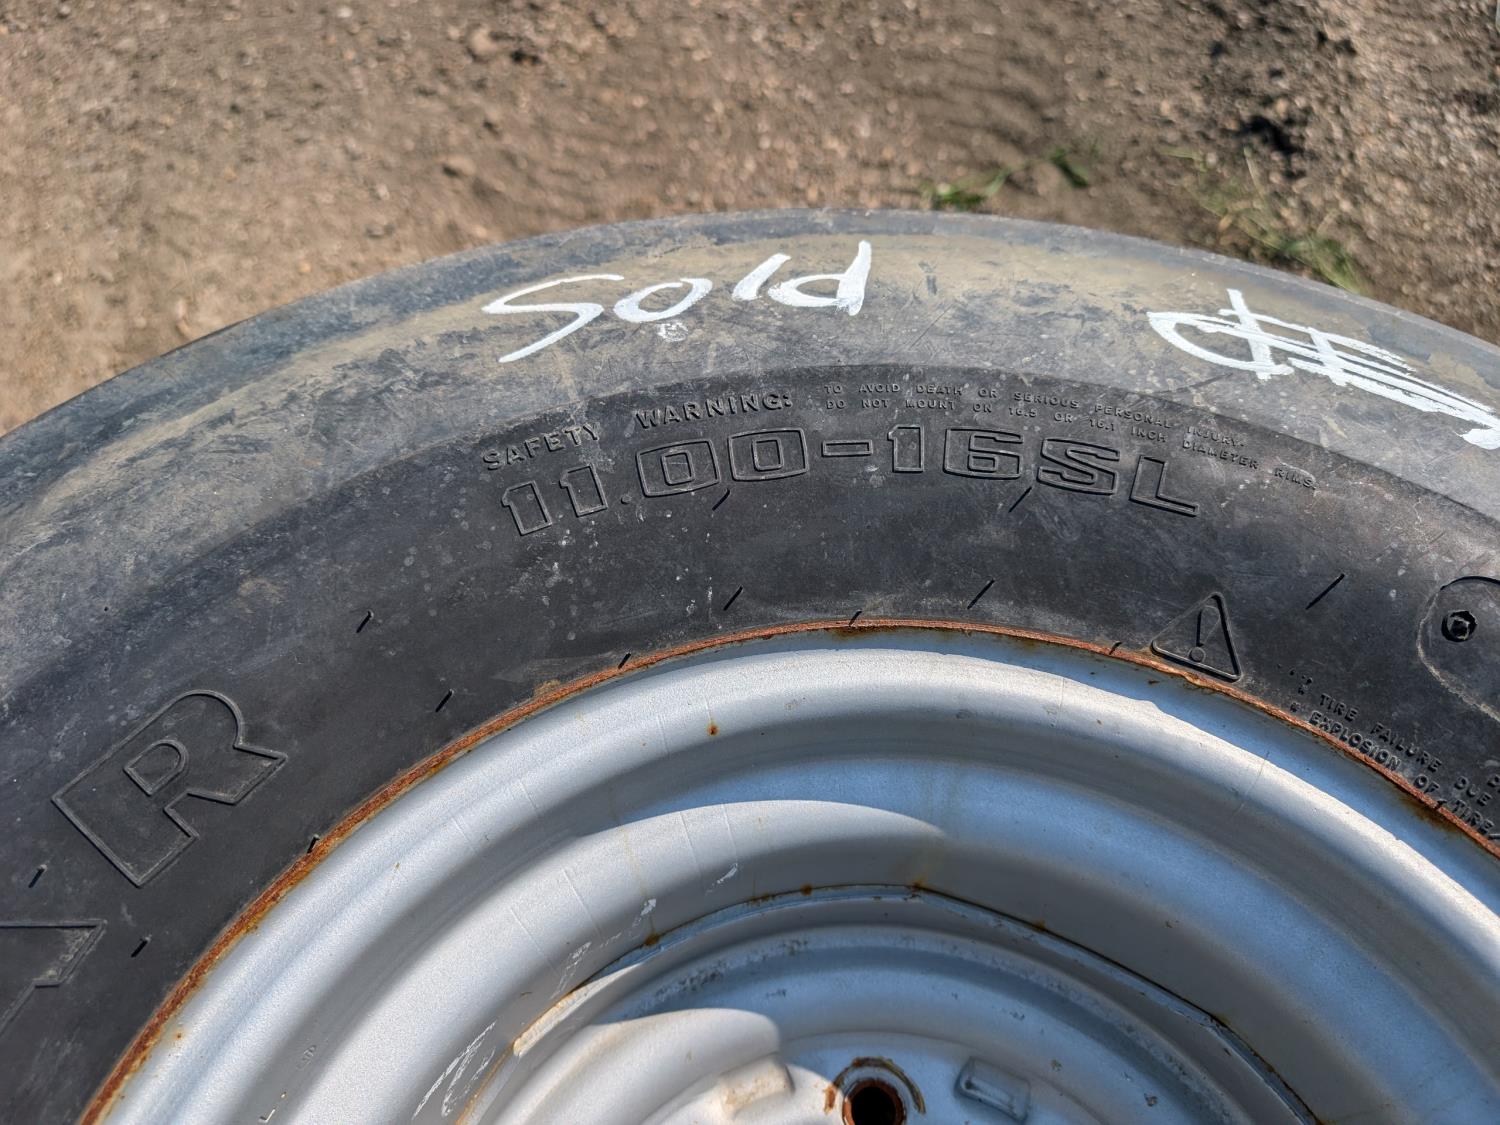 Sold
SAFETY WARNING: TO AVOID DEATH OR SERIOUS PERSONAL INJURY,
DO NOT MOUNT ON 16.5 OR 16.1 INCH DIAMETER RIMS.
11.00-16SL
TIRE FAILURE DUE
EXPLOSION OF TIRE/
R